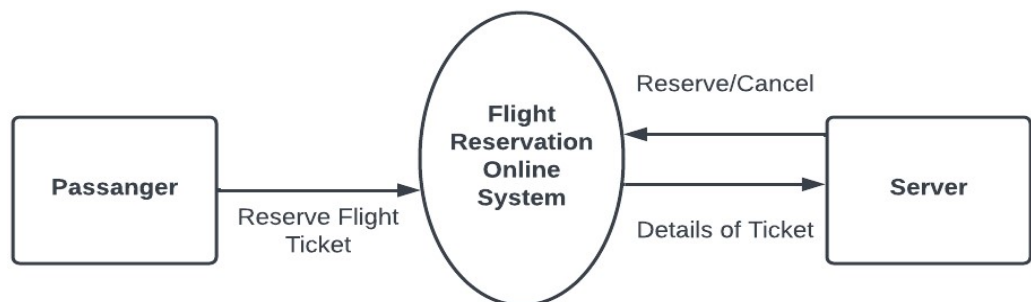 Passanger
Reserve Flight
Ticket
Flight
Reservation
Online
System
Reserve/Cancel
Details of Ticket
Server